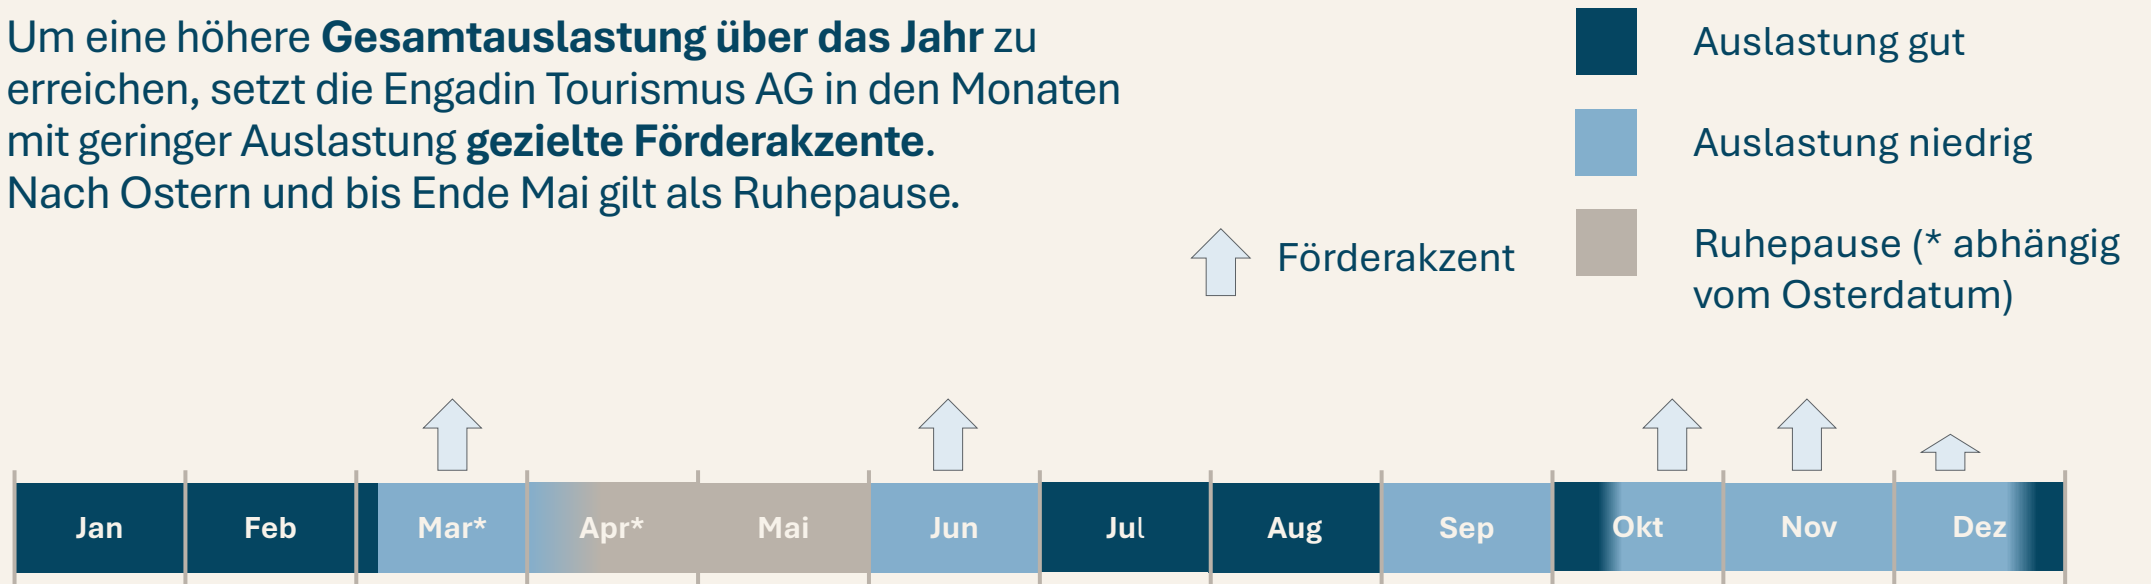 Um eine höhere Gesamtauslastung über das Jahr zu
erreichen, setzt die Engadin Tourismus AG in den Monaten
mit geringer Auslastung gezielte Förderakzente.
Nach Ostern und bis Ende Mai gilt als Ruhepause.
Förderakzent
Auslastung gut
Auslastung niedrig
Ruhepause (* abhängig
vom Osterdatum)
Jan Feb Mar* Apr* Mai Jun Jul Aug Sep Okt Nov Dez